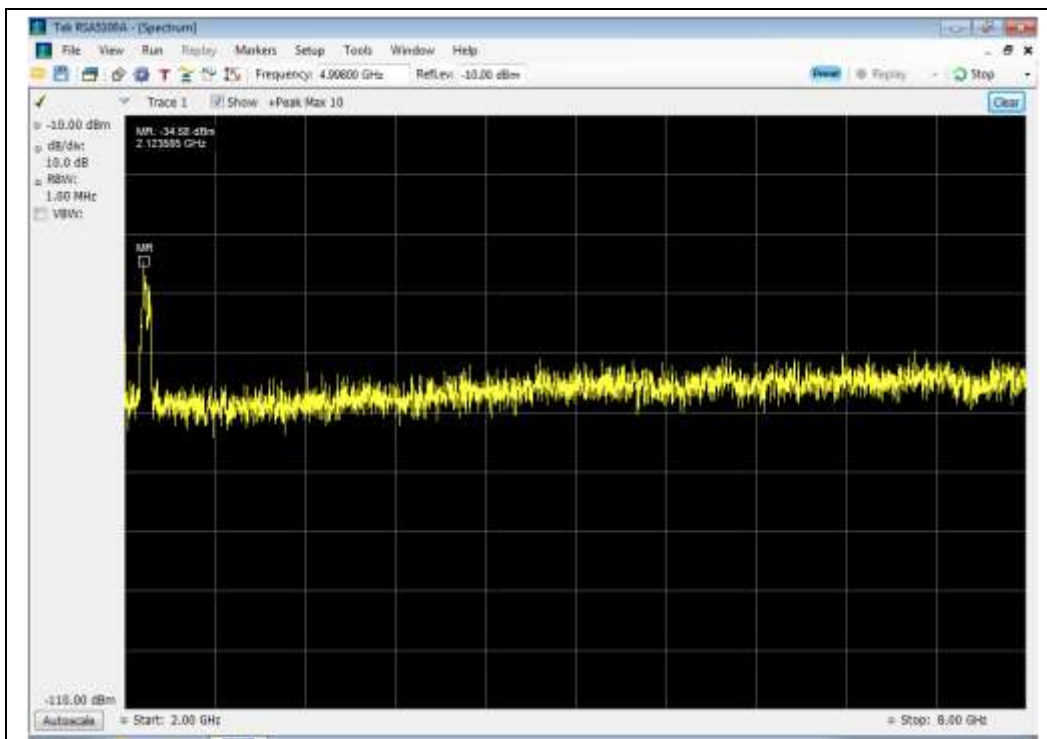 Tek RSA5100A - [Spectrum]
File View Run Replay Markers Setup Tools Window Help
Frequency: 4.99800 GHz RefLev: -10.00 dBm Preset Replay Stop
Trace 1 Show +Peak Max 10 Clear
-10.00 dBm
dB/div:
10.0 dB
RBW:
1.00 MHz
VBW:
MR: -34.58 dBm
2.123565 GHz
MR
-110.00 dBm
Autoscale Start: 2.00 GHz Stop: 8.00 GHz